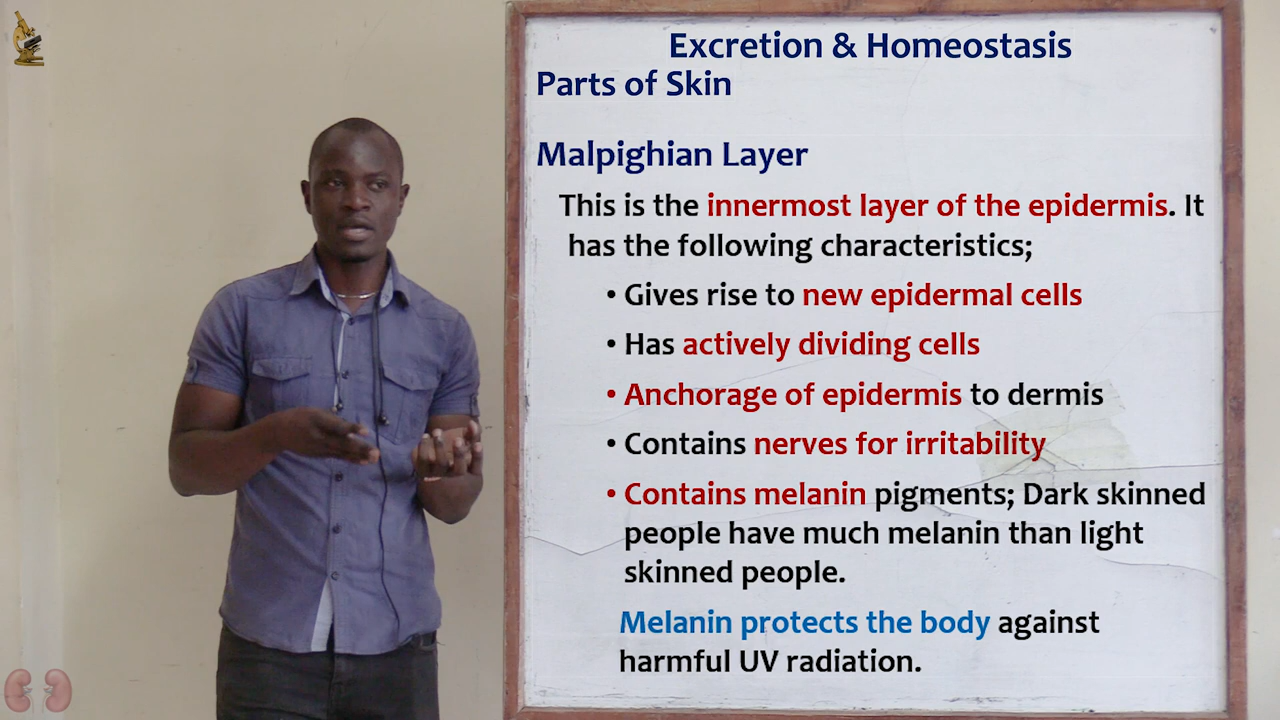 Excretion & Homeostasis
Parts of Skin
Malpighian Layer
This is the innermost layer of the epidermis. It
has the following characteristics;
• Gives rise to new epidermal cells
• Has actively dividing cells
• Anchorage of epidermis to dermis
• Contains nerves for irritability
• Contains melanin pigments; Dark skinned
people have much melanin than light
skinned people.
Melanin protects the body against
harmful UV radiation.